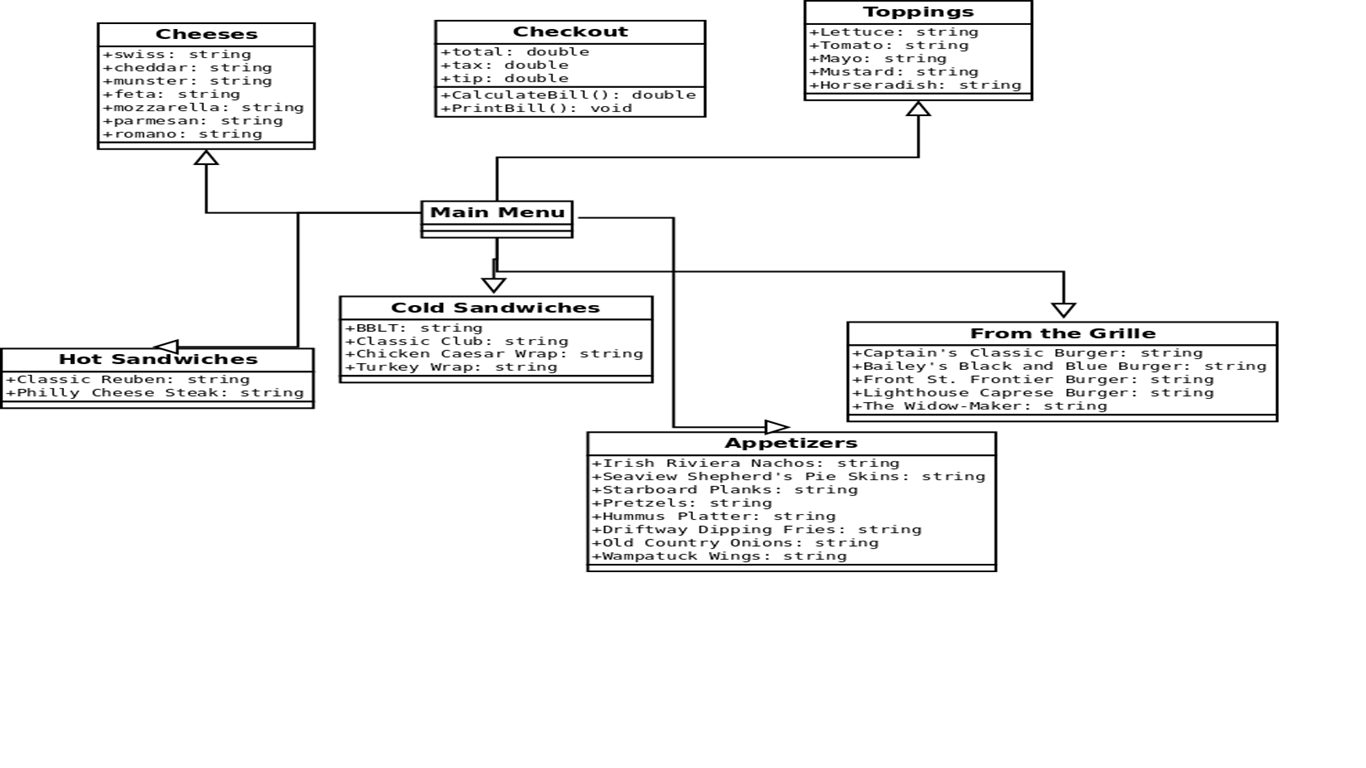 Cheeses
+swiss: string
+cheddar: string
+munster: string
+feta: string
+mozzarella: string
+parmesan: string
+romano: string
Checkout
+total: double
+tax: double
+tip: double
+CalculateBill(): double
+PrintBill(): void
Toppings
+Lettuce: string
+Tomato: string
+Mayo: string
+Mustard: string
+Horseradish: string
Main Menu
Hot Sandwiches
+Classic Reuben: string
+Philly Cheese Steak: string
Cold Sandwiches
+BBLT: string
+Classic Club: string
+Chicken Caesar Wrap: string
+Turkey Wrap: string
From the Grille
+Captain's Classic Burger: string
+Bailey's Black and Blue Burger: string
+Front St. Frontier Burger: string
+Lighthouse Caprese Burger: string
+The Widow-Maker: string
Appetizers
+Irish Riviera Nachos: string
+Seaview Shepherd's Pie Skins: string
+Starboard Planks: string
+Pretzels: string
+Hummus Platter: string
+Driftway Dipping Fries: string
+Old Country Onions: string
+Wampatuck Wings: string